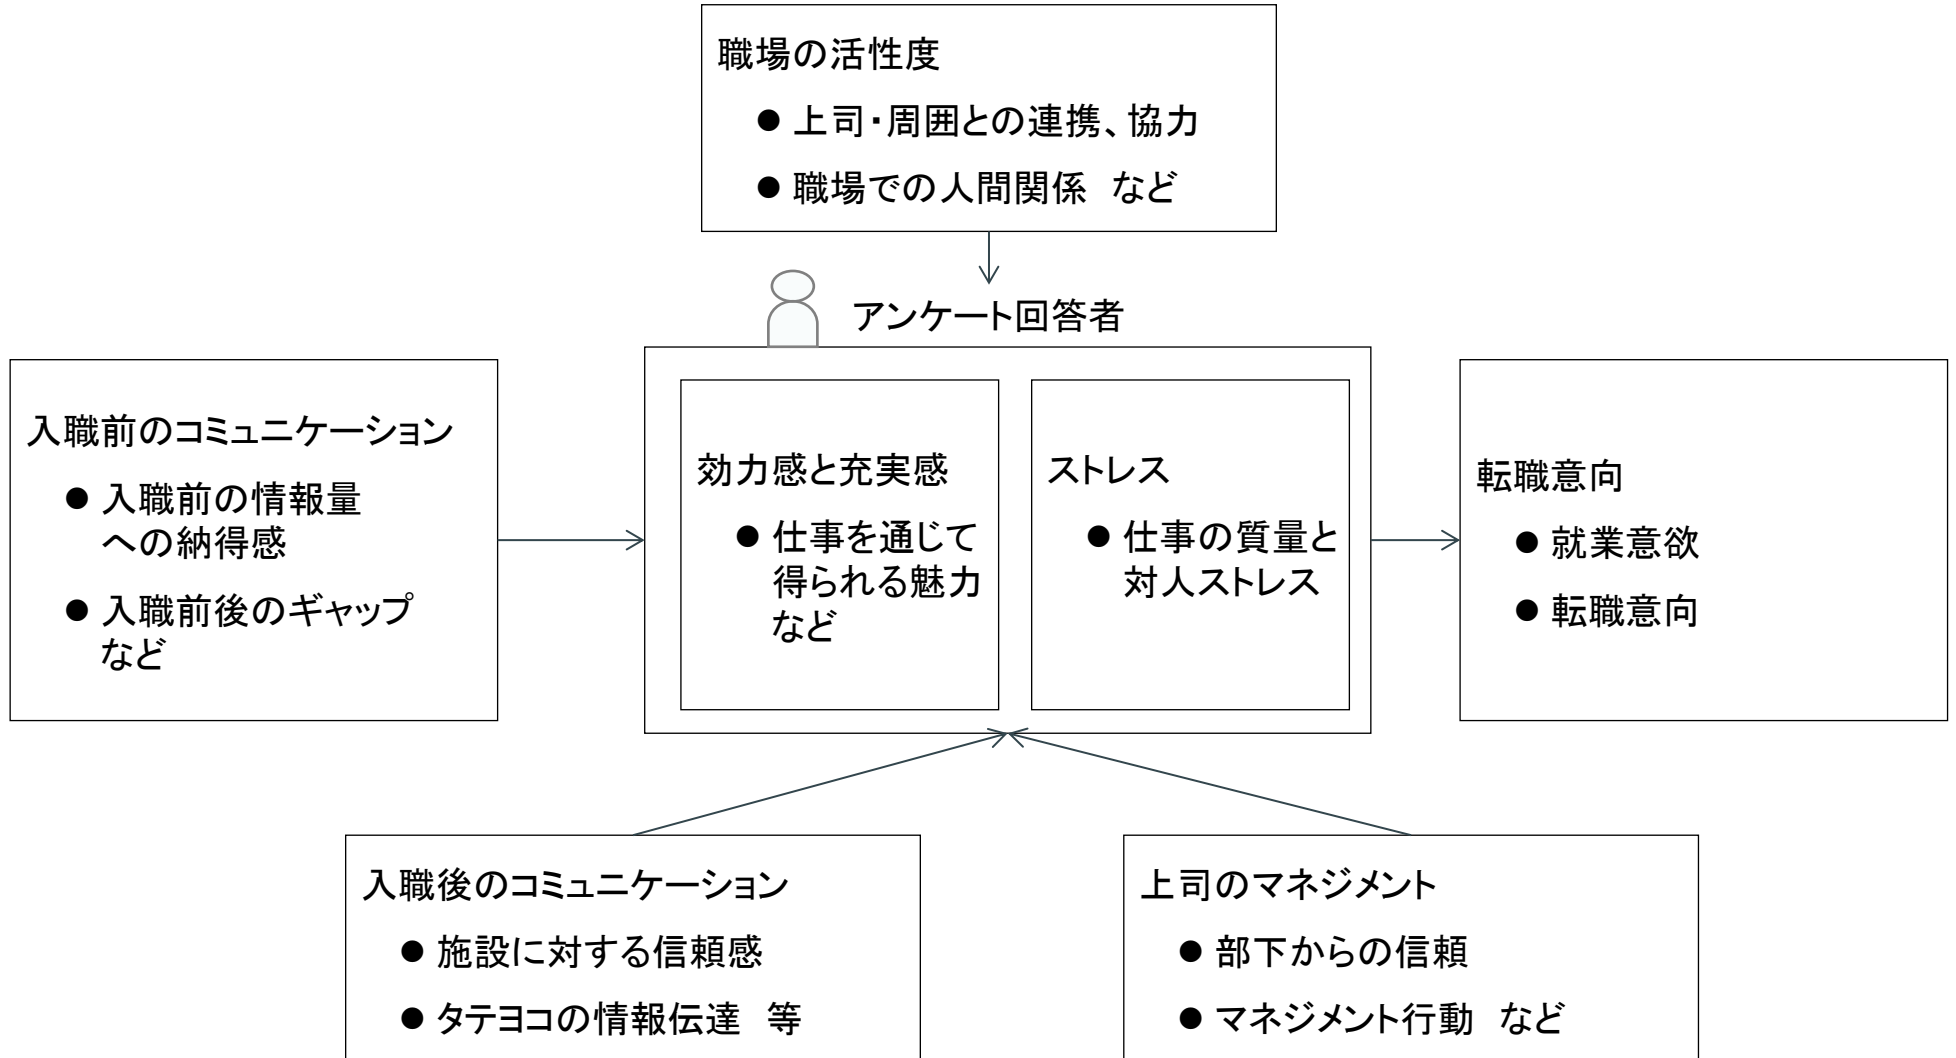 職場の活性度
● 上司・周囲との連携、協力
● 職場での人間関係　など
アンケート回答者
入職前のコミュニケーション
● 入職前の情報量
への納得感
● 入職前後のギャップ
など
効力感と充実感
● 仕事を通じて
得られる魅力
など
ストレス
● 仕事の質量と
対人ストレス
転職意向
● 就業意欲
● 転職意向
入職後のコミュニケーション
● 施設に対する信頼感
● タテヨコの情報伝達　等
上司のマネジメント
● 部下からの信頼
● マネジメント行動　など